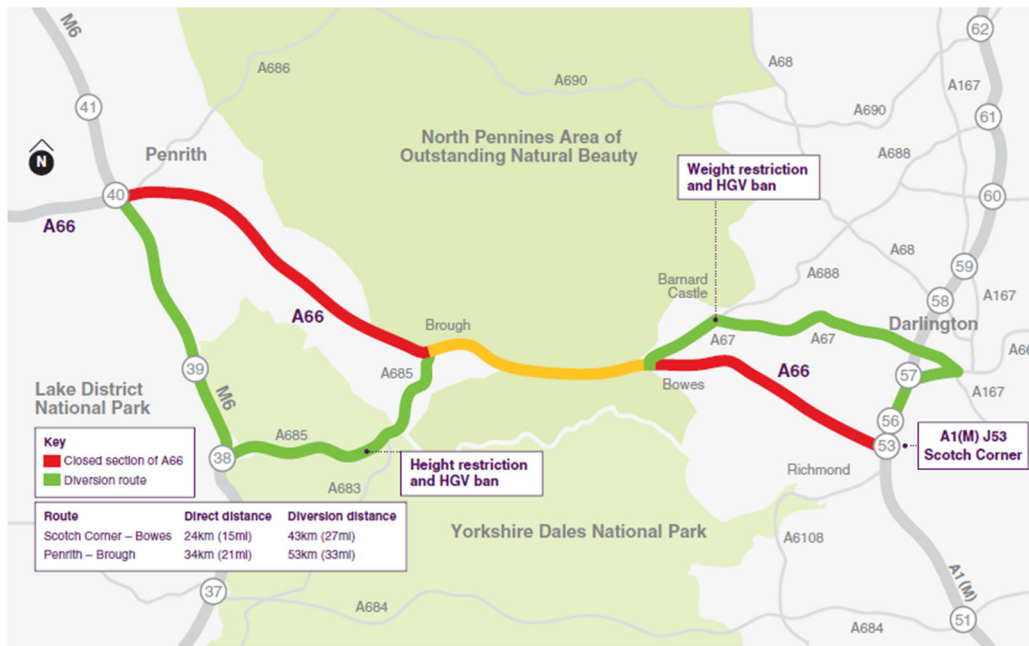 M6
62
A686
A68
A690
A167
41
A690
61
N
North Pennines Area of
Outstanding Natural Beauty
A688
Penrith
Weight restriction
and HGV ban
40
60
A66
A68
Barnard
Castle
A688
59
A167
58
A66
Brough
Darlington
A67
A67
A66
A685
39
Bowes
A66
57
A167
Lake District
National Park
M6
56
Key
Closed section of A66
Diversion route
A685
38
53
A1(M) J53
Scotch Corner
Height restriction
and HGV ban
Richmond
A683
Route Direct distance Diversion distance
Scotch Corner – Bowes 24km (15ml) 43km (27ml)
Penrith – Brough 34km (21ml) 53km (33ml)
Yorkshire Dales National Park
A6108
37
A1(M)
A684
A684
51